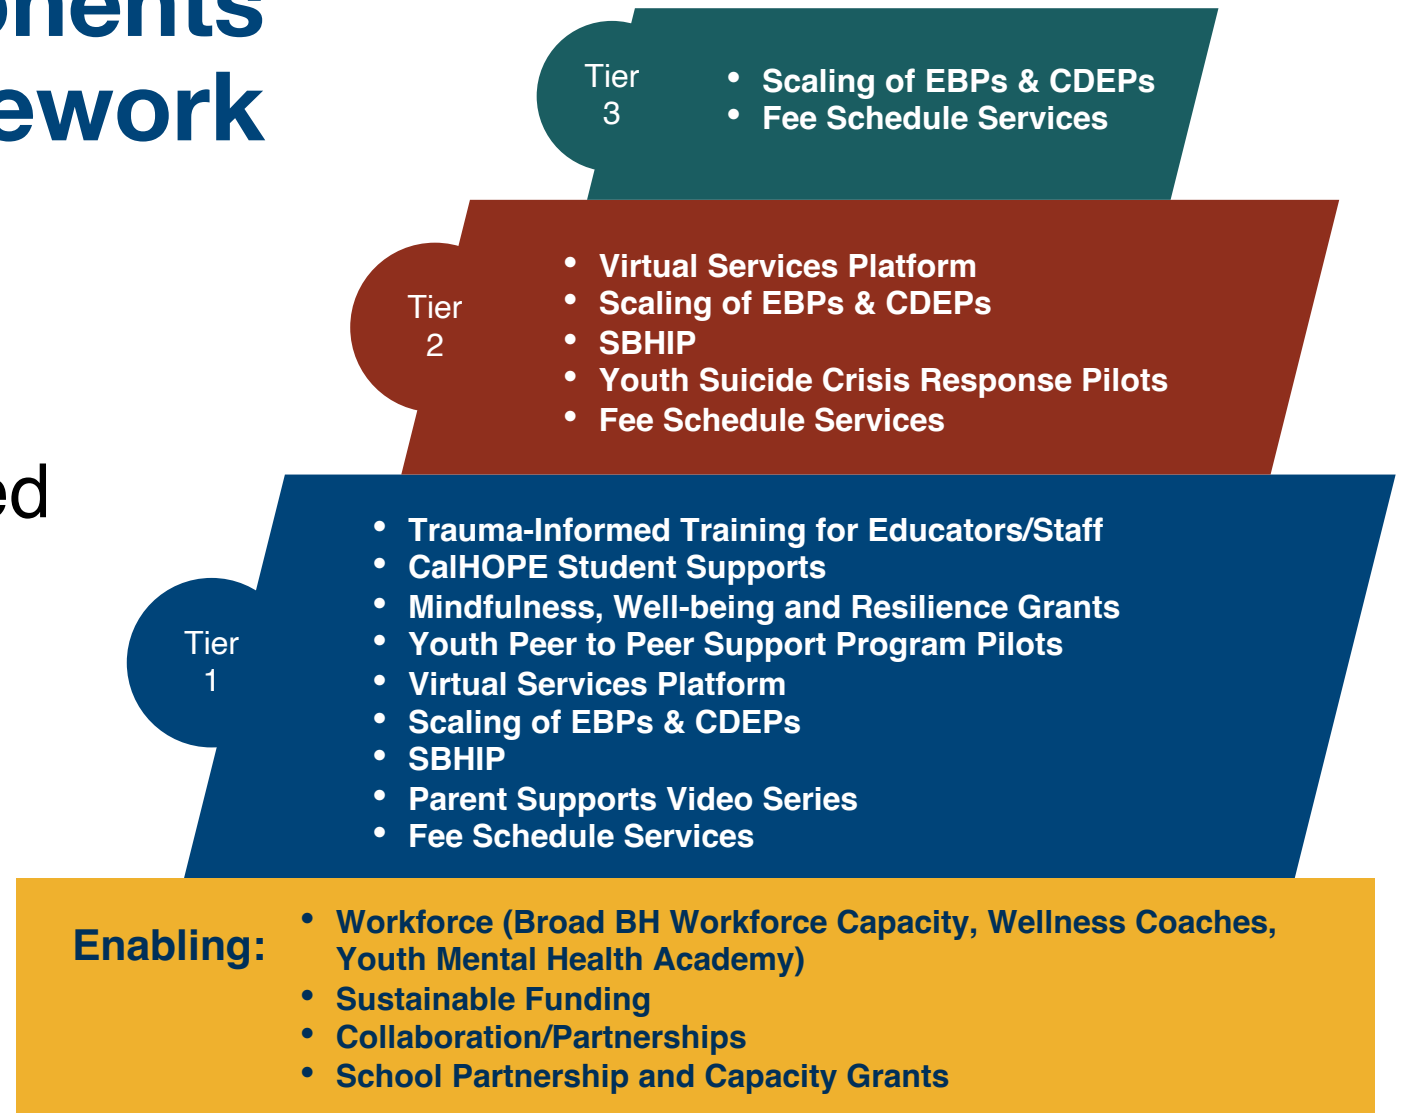 onents
ework
ed
Tier
3
• Scaling of EBPs & CDEPs
• Fee Schedule Services
Tier
2
• Virtual Services Platform
• Scaling of EBPs & CDEPs
• SBHIP
• Youth Suicide Crisis Response Pilots
• Fee Schedule Services
Tier
1
• Trauma-Informed Training for Educators/Staff
• CalHOPE Student Supports
• Mindfulness, Well-being and Resilience Grants
• Youth Peer to Peer Support Program Pilots
• Virtual Services Platform
• Scaling of EBPs & CDEPs
• SBHIP
• Parent Supports Video Series
• Fee Schedule Services
Enabling:
• Workforce (Broad BH Workforce Capacity, Wellness Coaches,
Youth Mental Health Academy)
• Sustainable Funding
• Collaboration/Partnerships
• School Partnership and Capacity Grants